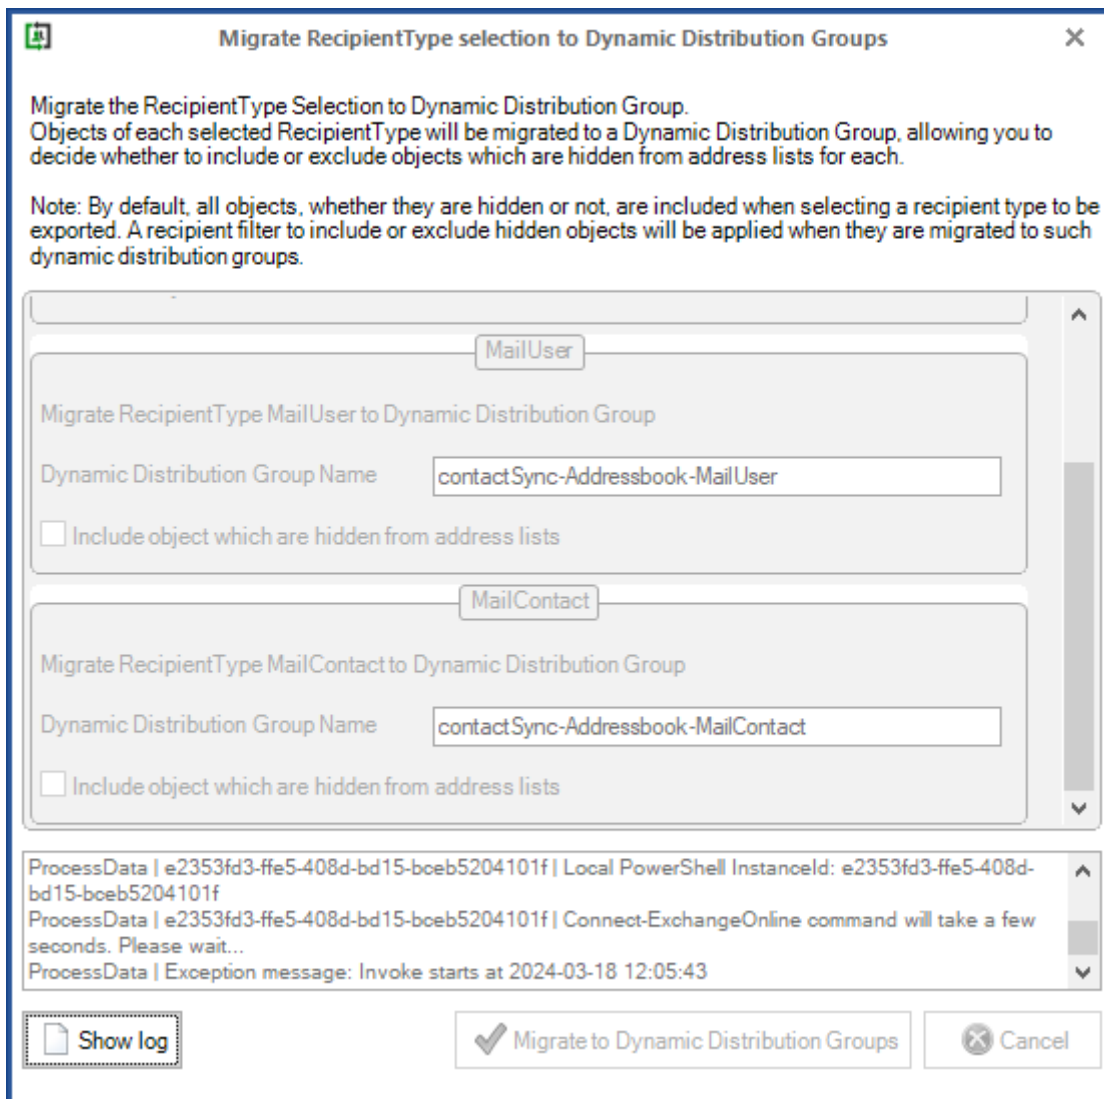 Migrate RecipientType selection to Dynamic Distribution Groups
Migrate the RecipientType Selection to Dynamic Distribution Group.
Objects of each selected RecipientType will be migrated to a Dynamic Distribution Group, allowing you to
decide whether to include or exclude objects which are hidden from address lists for each.
Note: By default, all objects, whether they are hidden or not, are included when selecting a recipient type to be
exported. A recipient filter to include or exclude hidden objects will be applied when they are migrated to such
dynamic distribution groups.
MailUser
Migrate RecipientType MailUser to Dynamic Distribution Group
Dynamic Distribution Group Name contactSync-Addressbook-MailUser
Include object which are hidden from address lists
MailContact
Migrate RecipientType MailContact to Dynamic Distribution Group
Dynamic Distribution Group Name contactSync-Addressbook-MailContact
Include object which are hidden from address lists
ProcessData | e2353fd3-ffe5-408d-bd15-bceb5204101f | Local PowerShell InstanceId: e2353fd3-ffe5-408d-
bd15-bceb5204101f
ProcessData | e2353fd3-ffe5-408d-bd15-bceb5204101f | Connect-ExchangeOnline command will take a few
seconds. Please wait...
ProcessData | Exception message: Invoke starts at 2024-03-18 12:05:43
Show log Migrate to Dynamic Distribution Groups Cancel